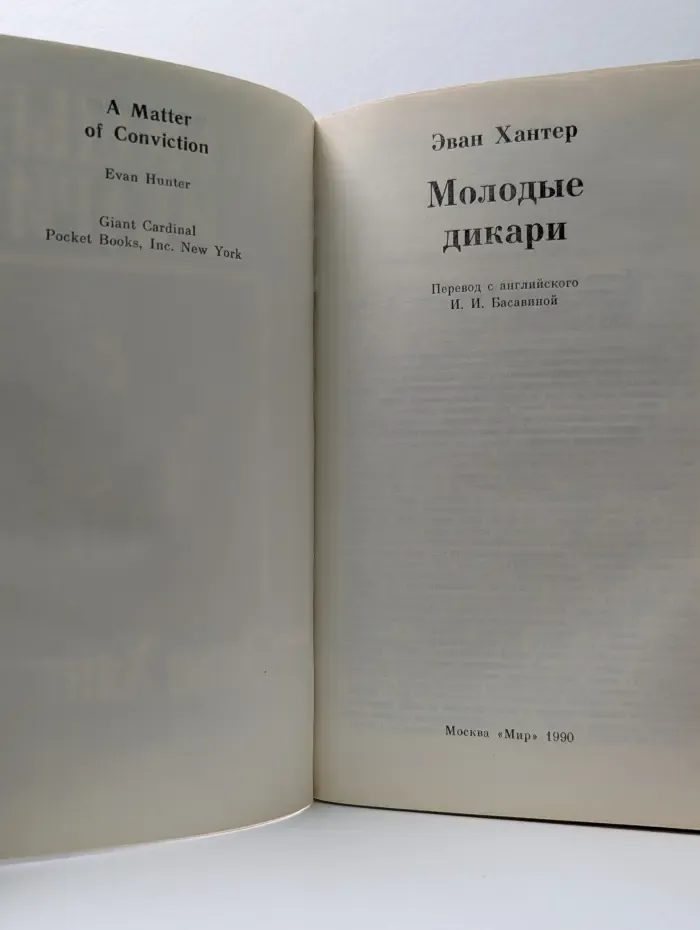 A Matter
of Conviction
Evan Hunter
Giant Cardinal
Pocket Books, Inc. New York
Эван Хантер
Молодые
дикари
Перевод с английского
И. И. Басавиной
Москва «Мир» 1990